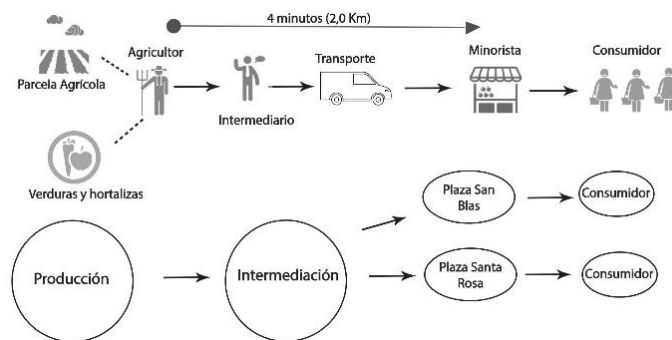 4 minutos (2,0 Km)
Agricultor
Transporte
Minorista
Consumidor
Parcela Agrícola
Intermediario
Verduras y hortalizas
Plaza San
Blas
Consumidor
Producción
Intermediación
Plaza Santa
Rosa
Consumidor